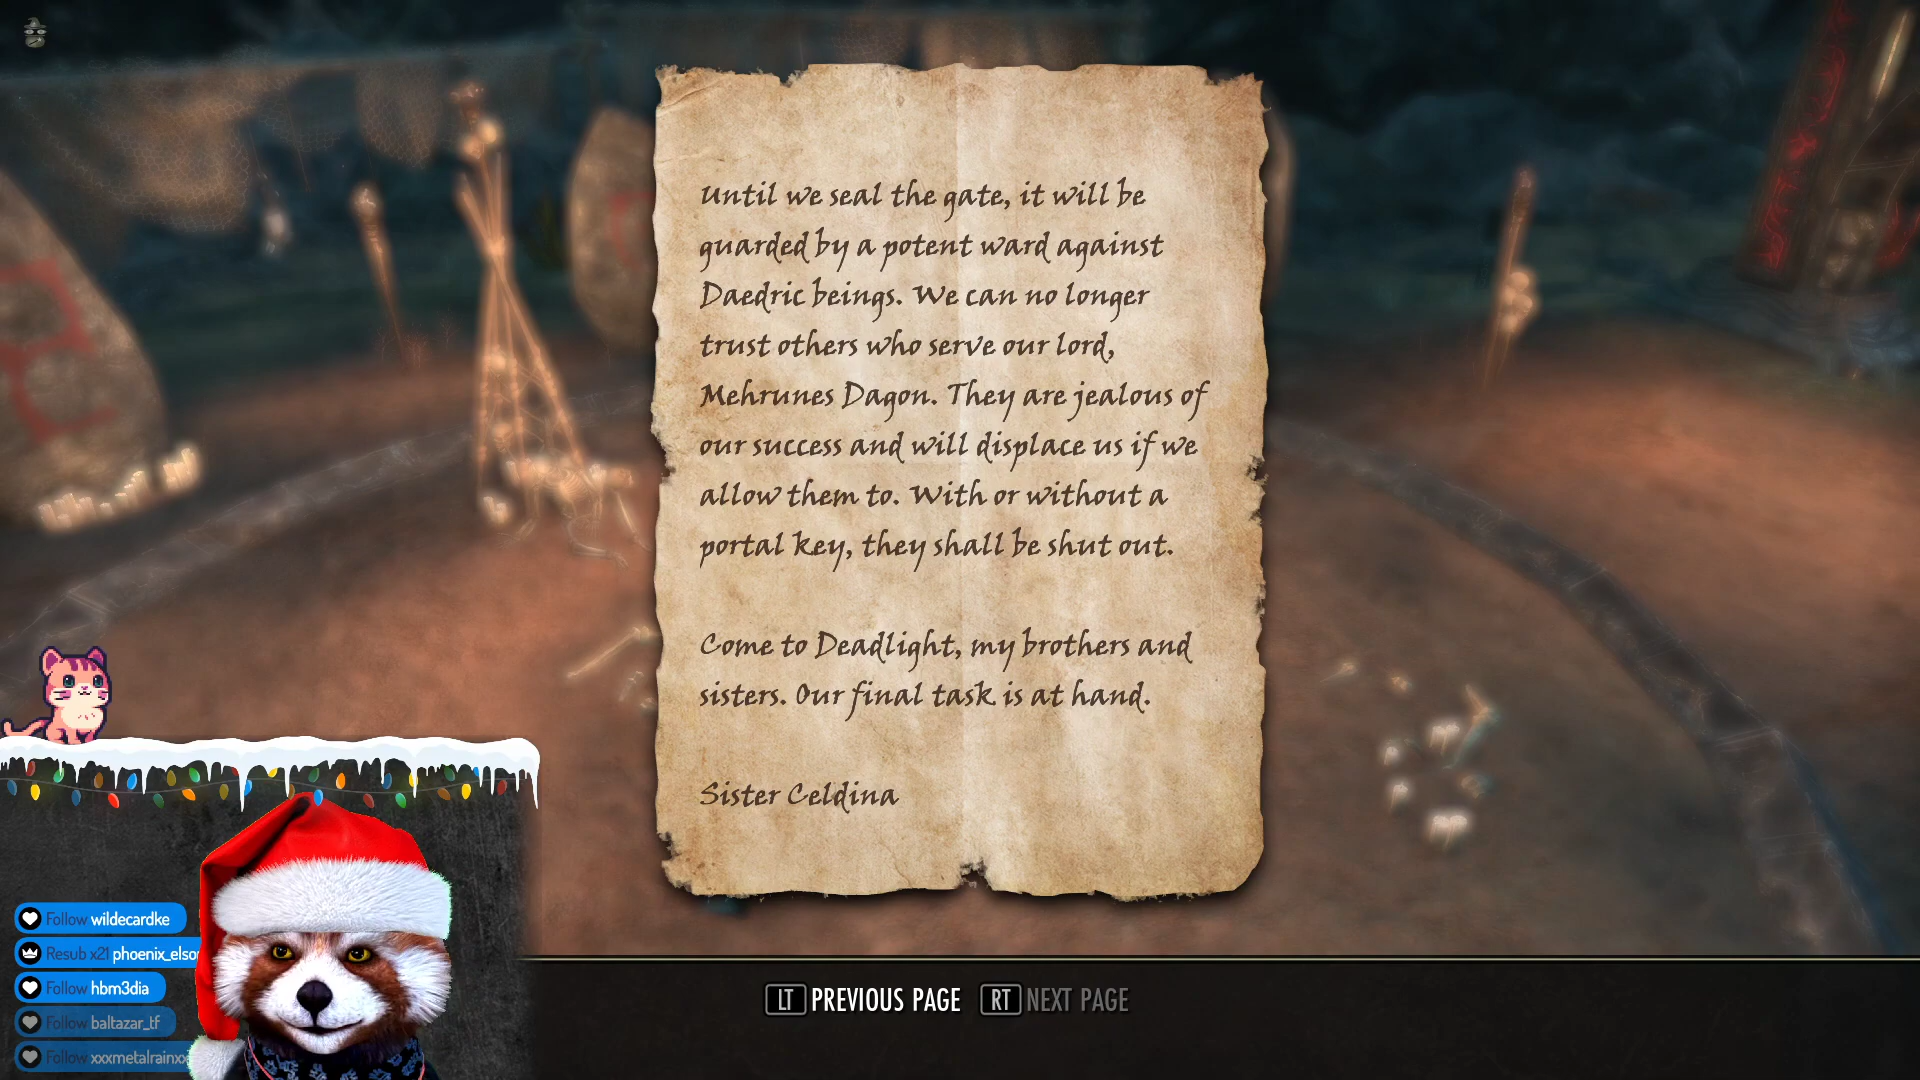 Until we seal the gate, it will be
guarded by a potent ward against
Daedric beings. We can no longer
trust others who serve our lord,
Mehrunes Dagon. They are jealous of
our success and will displace us if we
allow them to. With or without a
portal key, they shall be shut out.
Come to Deadlight, my brothers and
sisters. Our final task is at hand.
Sister Celdina
Follow wildecardke
Resub x21 phoenix_elso
Follow hbm3dia
Follow baltazar_tf
Follow xxxmetalrainx
LT PREVIOUS PAGE RT NEXT PAGE